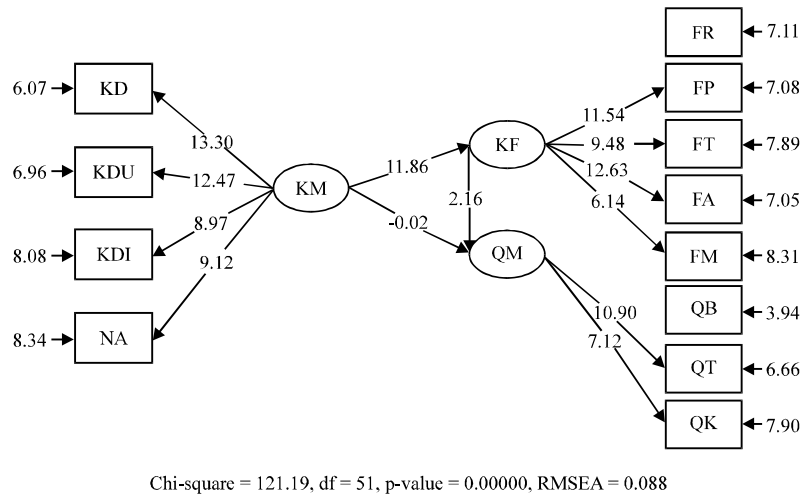 FR
7.11
6.07
KD
FP
7.08
11.54
13.30
KF
9.48
FT
7.89
11.86
12.63
6.96
KDU
12.47
KM
2.16
6.14
FA
7.05
8.97
-0.02
8.08
KDI
9.12
QM
FM
8.31
10.90
QB
3.94
8.34
NA
7.12
QT
6.66
QK
7.90
Chi-square = 121.19, df = 51, p-value = 0.00000, RMSEA = 0.088